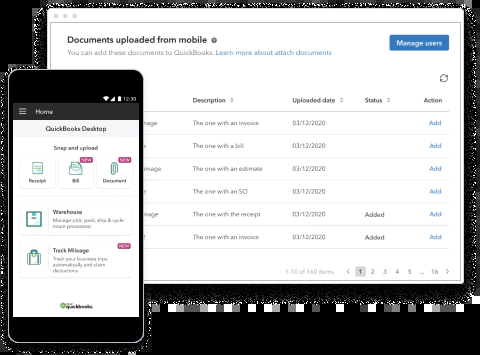 Documents uploaded from mobile
You can add these documents to QuickBooks. Learn more about attach documents
Manage users
Description Uploaded date Status Action
mage The one with an invoice 03/12/2020 Add
The one with a bill 03/12/2020 Add
mage The one with an estimate 03/12/2020 Add
The one with an SO 03/12/2020 Add
mage The one with the receipt 03/12/2020 Added Add
The one with an invoice 03/12/2020 Added Add
1-10 of 160 items < 1 2 3 4 5 ... 16 >
12:30
Home
QuickBooks Desktop
Snap and upload
NEW NEW
Receipt Bill Document
Warehouse
Manage pick, pack, ship & cycle
count processess
NEW
Track Mileage
Track your business trips
automatically and claim
deductions
quickbooks